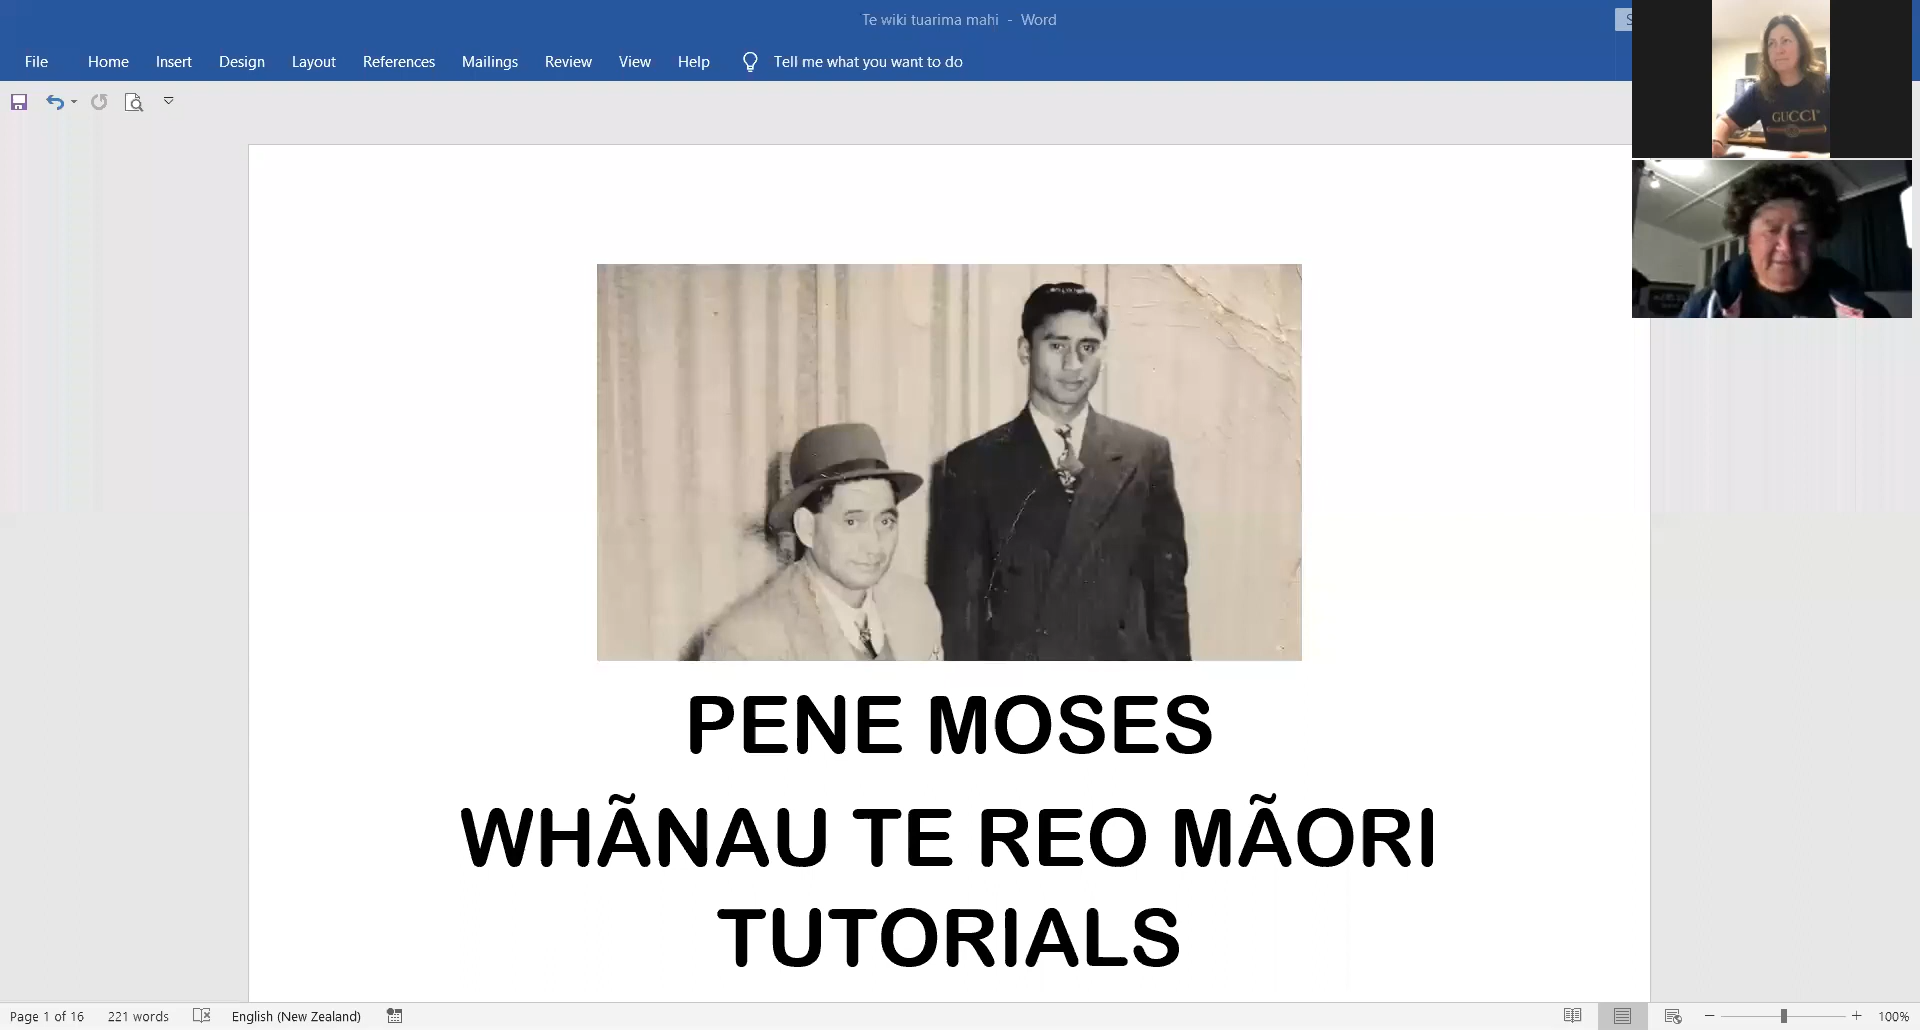 Te wiki tuarima mahi - Word
File Home Insert Design Layout References Mailings Review View Help Tell me what you want to do
GUCCI
PENE MOSES
WHÃNAU TE REO MÃORI
TUTORIALS
Page 1 of 16 221 words English (New Zealand) 100%